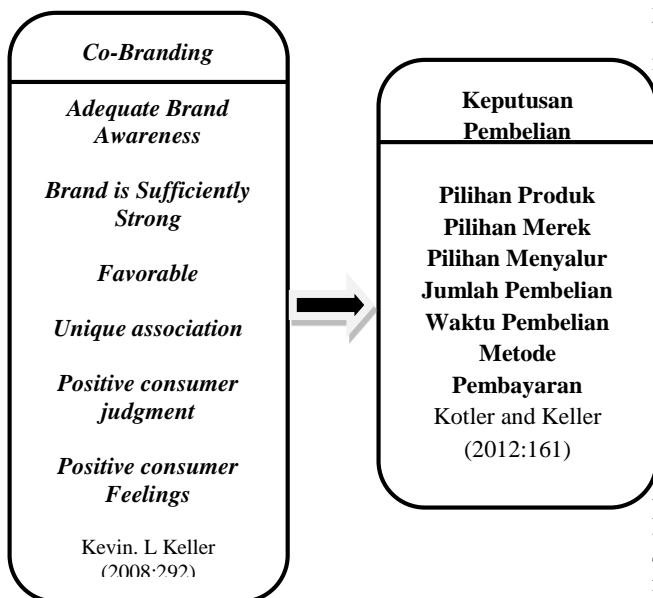 Co-Branding
Adequate Brand
Awareness
Brand is Sufficiently
Strong
Favorable
Unique association
Positive consumer
judgment
Positive consumer
Feelings
Kevin. L Keller
(2008:292)
Keputusan
Pembelian
Pilihan Produk
Pilihan Merek
Pilihan Menyalur
Jumlah Pembelian
Waktu Pembelian
Metode
Pembayaran
Kotler and Keller
(2012:161)